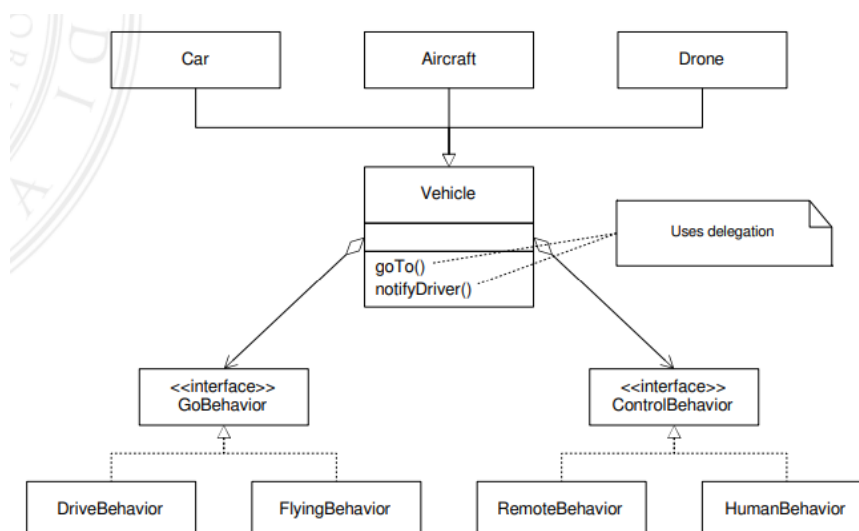 Car
Aircraft
Drone
Vehicle
Uses delegation
goTo()
notifyDriver()
<<interface>>
GoBehavior
<<interface>>
ControlBehavior
DriveBehavior
FlyingBehavior
RemoteBehavior
HumanBehavior